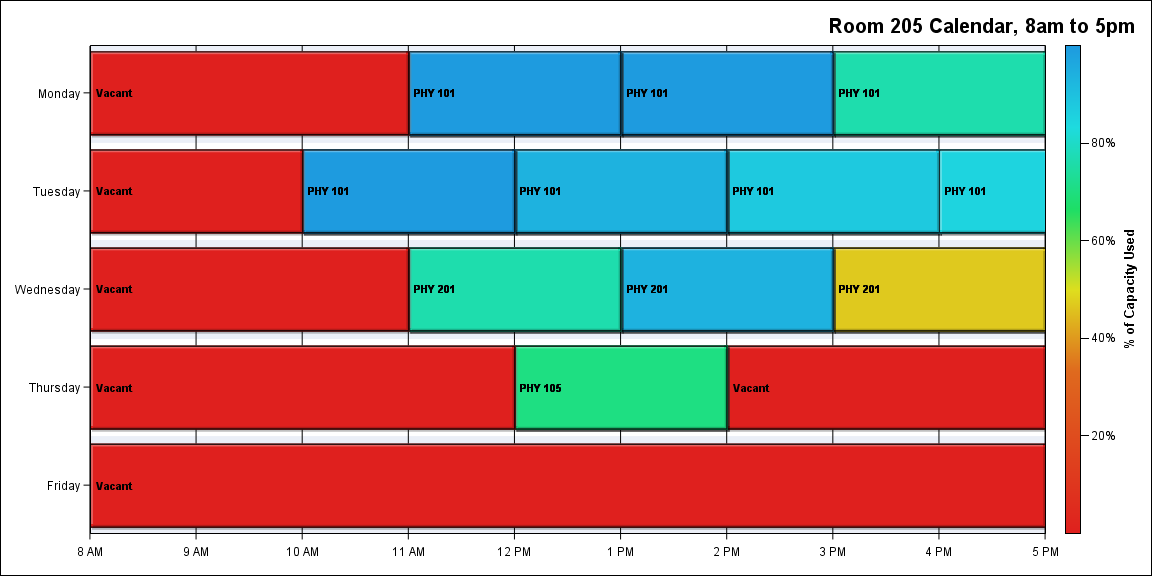 Room 205 Calendar, 8am to 5pm
Monday
Vacant
PHY 101
PHY 101
PHY 101
Tuesday
Vacant
PHY 101
PHY 101
PHY 101
PHY 101
Wednesday
Vacant
PHY 201
PHY 201
PHY 201
Thursday
Vacant
PHY 105
Vacant
Friday
Vacant
8 AM
9 AM
10 AM
11 AM
12 PM
1 PM
2 PM
3 PM
4 PM
5 PM
80%
60%
40%
20%
% of Capacity Used